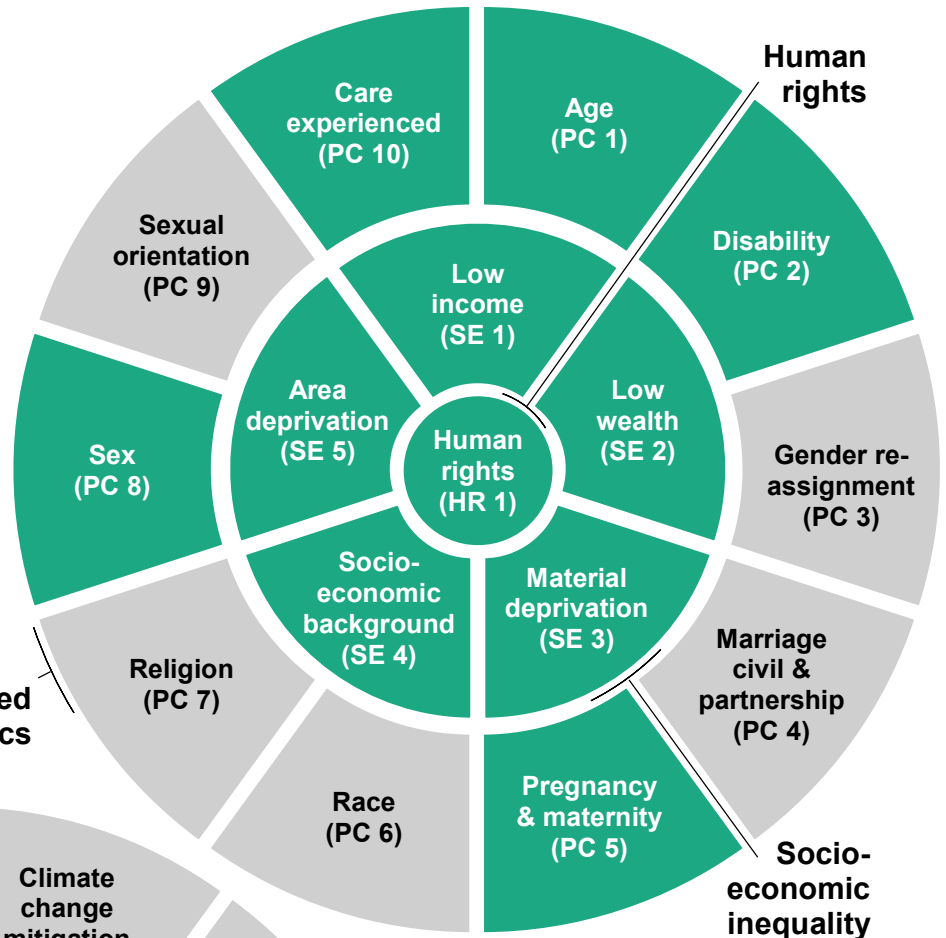 Human
rights
Care
experienced
(PC 10)
Age
(PC 1)
Sexual
orientation
(PC 9)
Disability
(PC 2)
Low
income
(SE 1)
Area
deprivation
(SE 5)
Low
wealth
(SE 2)
Human
rights
(HR 1)
Sex
(PC 8)
Gender re-
assignment
(PC 3)
Socio-
economic
background
(SE 4)
Material
deprivation
(SE 3)
Marriage
civil &
partnership
(PC 4)
Religion
(PC 7)
Race
(PC 6)
Pregnancy
& maternity
(PC 5)
Socio-
economic
inequality
Climate
change
mitigation